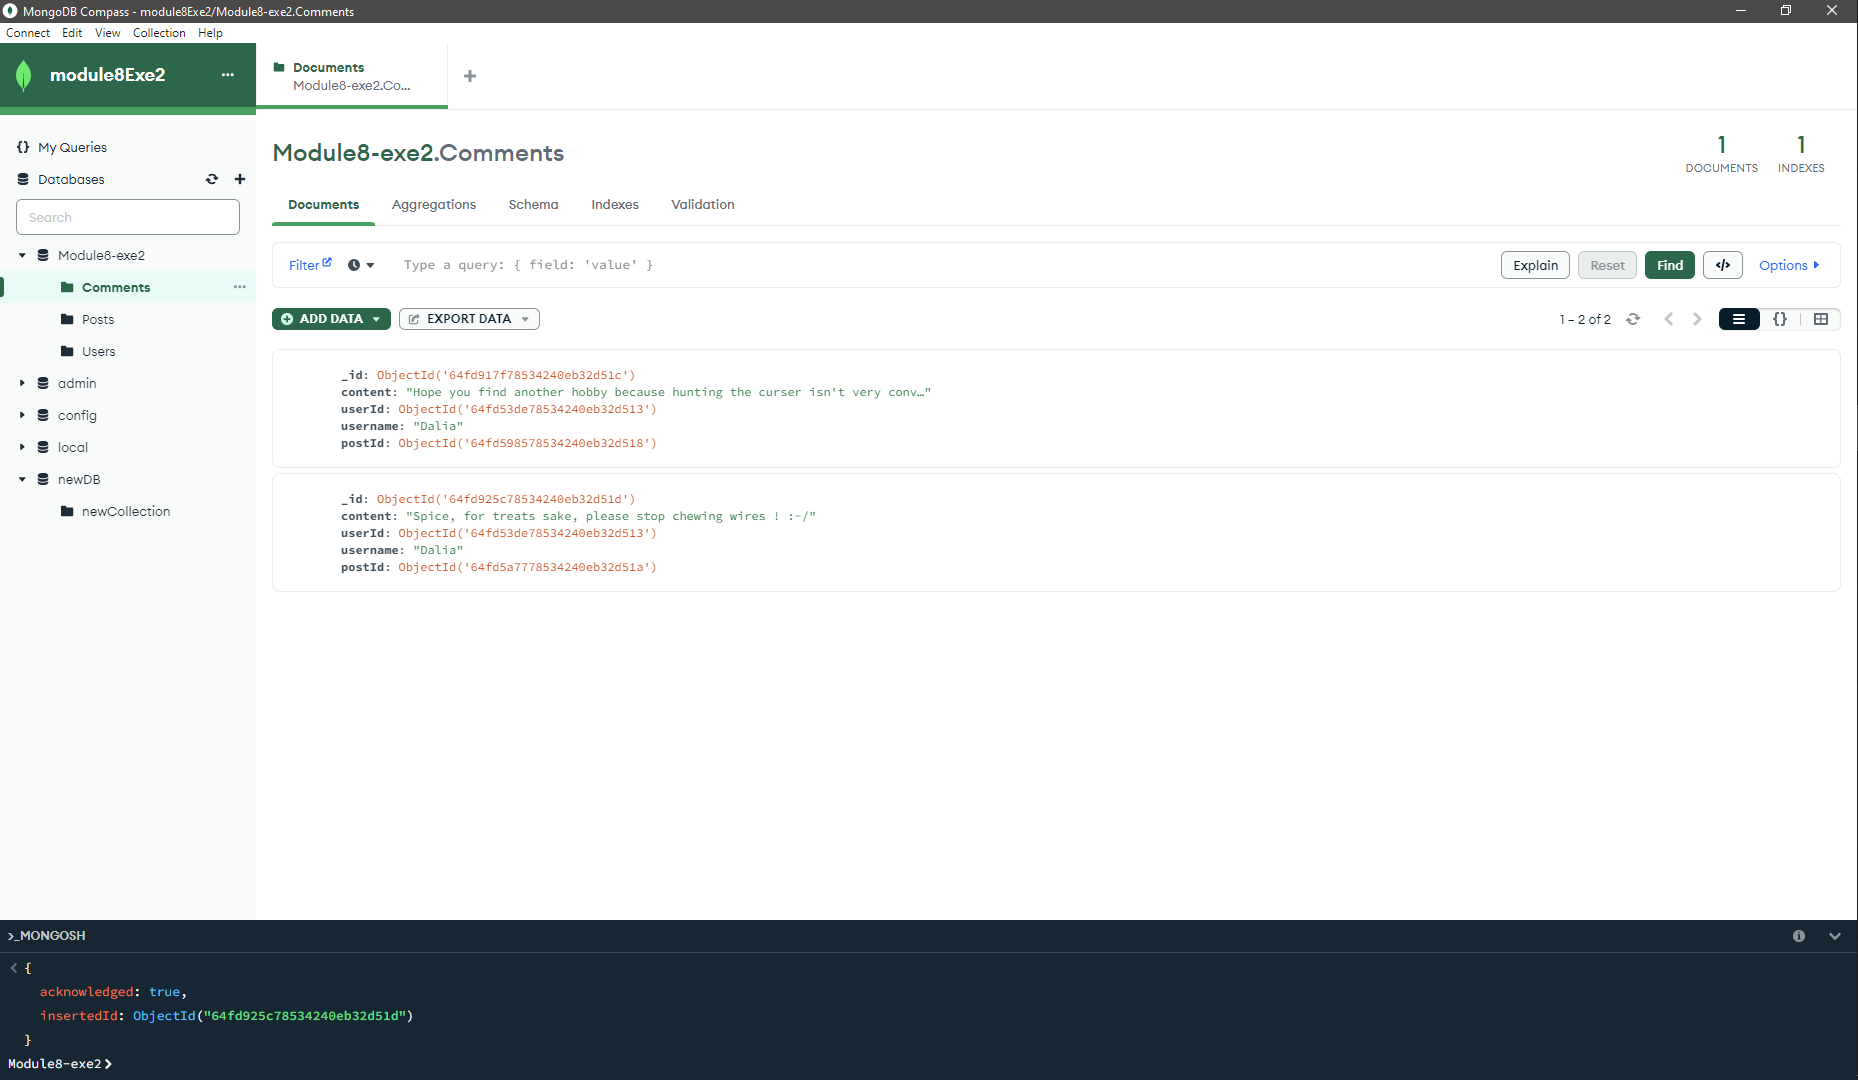 MongoDB Compass - module8Exe2/Module8-exe2.Comments
Connect Edit View Collection Help
module8Exe2
Documents
Module8-exe2.Co...
My Queries
Databases
Search
Module8-exe2
Comments
Posts
Users
admin
config
local
newDB
newCollection
Module8-exe2.Comments
1
DOCUMENTS
1
INDEXES
Documents Aggregations Schema Indexes Validation
Filter Type a query: { field: 'value' } Explain Reset Find </> Options
ADD DATA EXPORT DATA 1 – 2 of 2 {}
_id: ObjectId('64fd917f78534240eb32d51c')
content: "Hope you find another hobby because hunting the curser isn't very conv…"
userId: ObjectId('64fd53de78534240eb32d513')
username: "Dalia"
postId: ObjectId('64fd598578534240eb32d518')
_id: ObjectId('64fd925c78534240eb32d51d')
content: "Spice, for treats sake, please stop chewing wires ! :-/"
userId: ObjectId('64fd53de78534240eb32d513')
username: "Dalia"
postId: ObjectId('64fd5a7778534240eb32d51a')
>_MONGOSH
< {
acknowledged: true,
insertedId: ObjectId("64fd925c78534240eb32d51d")
}
Module8-exe2>